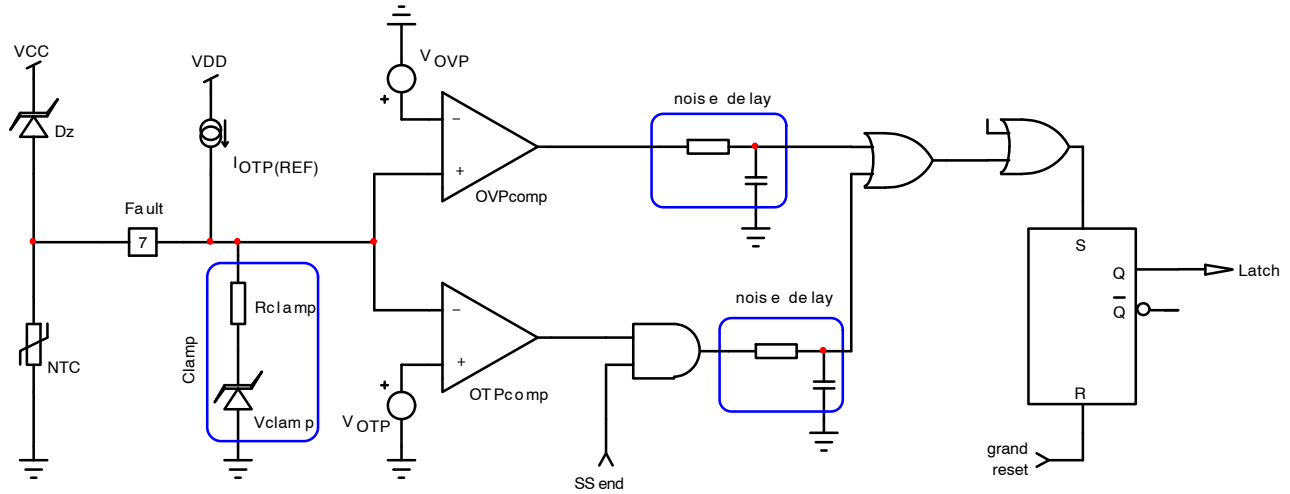 VCC
VDD
V OVP
+
Dz
I OTP(REF)
−
+
OVPcomp
noise delay
Fault
7
S
Q
Q
Latch
R
grand
reset
Rclamp
Clamp
Vclamp
NTC
−
+
+
V OTP
OTPcomp
noise delay
SS end